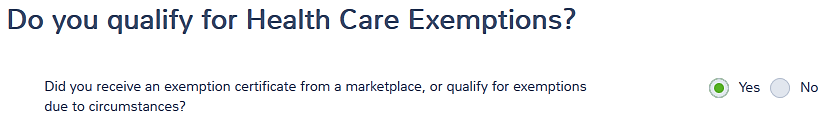 Do you qualify for Health Care Exemptions?
Did you receive an exemption certificate from a marketplace, or qualify for exemptions Yes No
due to circumstances?